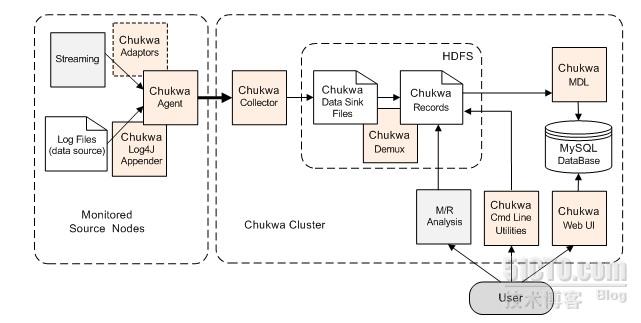 Streaming
Chukwa
Adaptors
Chukwa
Agent
Log Files
(data source)
Chukwa
Log4J
Appender
Monitored
Source Nodes
Chukwa
Collector
HDFS
Chukwa
Data Sink
Files
Chukwa
Records
Chukwa
Demux
Chukwa
MDL
MySQL
DataBase
Chukwa Cluster
M/R
Analysis
Chukwa
Cmd Line
Utilities
Chukwa
Web UI
User
51CTO.com
技术博客 Blog